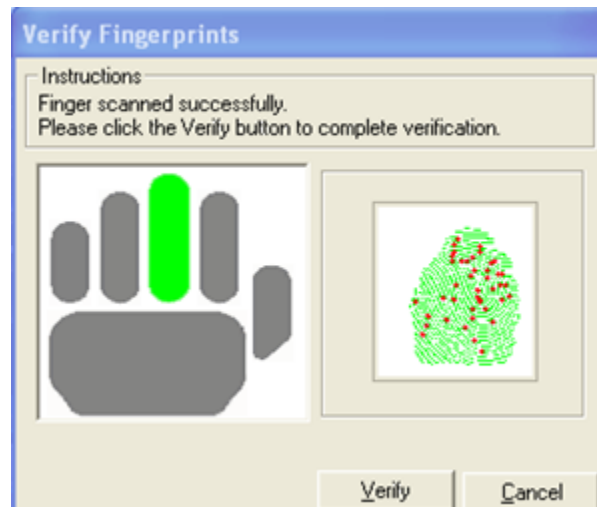 Verify Fingerprints
Instructions
Finger scanned successfully.
Please click the Verify button to complete verification.
Verify
Cancel